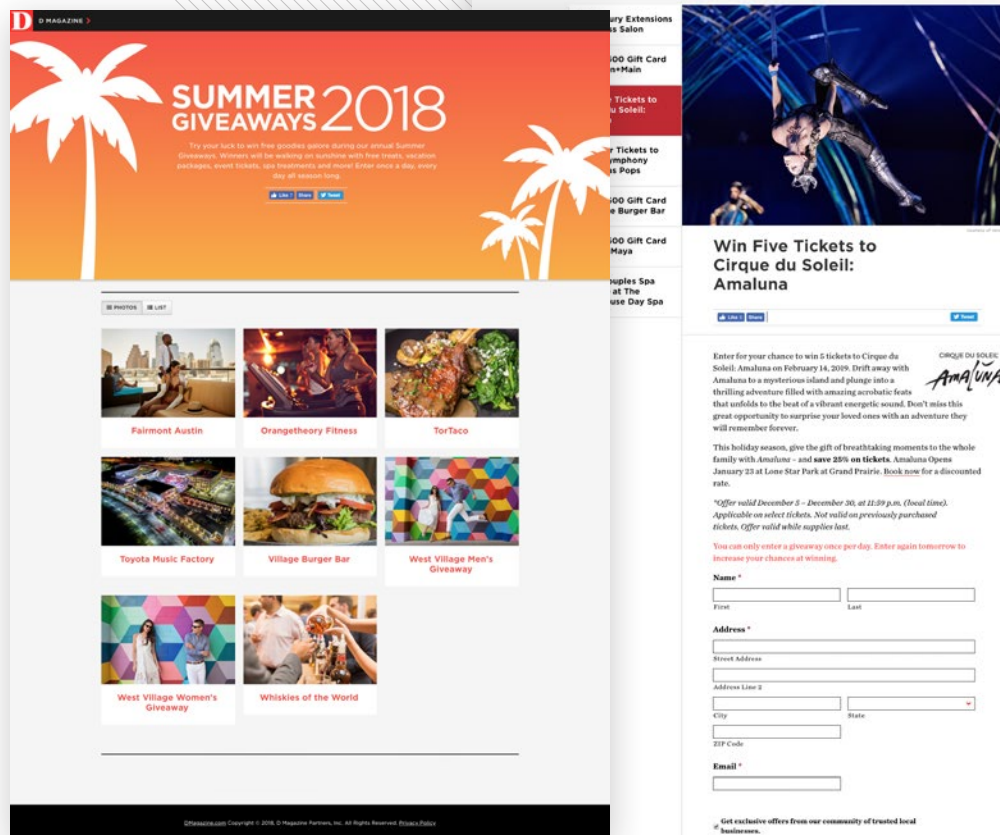 D
D MAGAZINE
SUMMER
GIVEAWAYS 2018
Try your luck to win free goodies galore during our annual Summer
Giveaways. Winners will be walking on sunshine with free treats, vacation
packages, event tickets, spa treatments and more! Enter once a day, every
day all season long.
Like Share Tweet
PHOTOS LIST
Fairmont Austin
Orangetheory Fitness
TorTaco
Toyota Music Factory
Village Burger Bar
West Village Men's
Giveaway
West Village Women's
Giveaway
Whiskies of the World
DMagazine.com Copyright © 2018, D Magazine Partners, Inc. All Rights Reserved. Privacy Policy
ury Extensions
ss Salon
500 Gift Card
n+Main
e Tickets to
u Soleil:
r Tickets to
ymphony
s Pops
500 Gift Card
e Burger Bar
500 Gift Card
Maya
ouples Spa
at The
use Day Spa
Win Five Tickets to
Cirque du Soleil:
Amaluna
Like Share
Tweet
Enter for your chance to win 5 tickets to Cirque du
Soleil: Amaluna on February 14, 2019. Drift away with
Amaluna to a mysterious island and plunge into a
thrilling adventure filled with amazing acrobatic feats
that unfolds to the beat of a vibrant energetic sound. Don't miss this
great opportunity to surprise your loved ones with an adventure they
will remember forever.
CIRQUE DU SOLEIL
AMALUNA
This holiday season, give the gift of breathtaking moments to the whole
family with Amaluna – and save 25% on tickets. Amaluna Opens
January 23 at Lone Star Park at Grand Prairie. Book now for a discounted
rate.
*Offer valid December 5 – December 30, at 11:59 p.m. (local time).
Applicable on select tickets. Not valid on previously purchased
tickets. Offer valid while supplies last.
You can only enter a giveaway once per day. Enter again tomorrow to
increase your chances at winning.
Name *
First Last
Address *
Street Address
Address Line 2
City State
ZIP Code
Email *
Get exclusive offers from our community of trusted local
businesses.